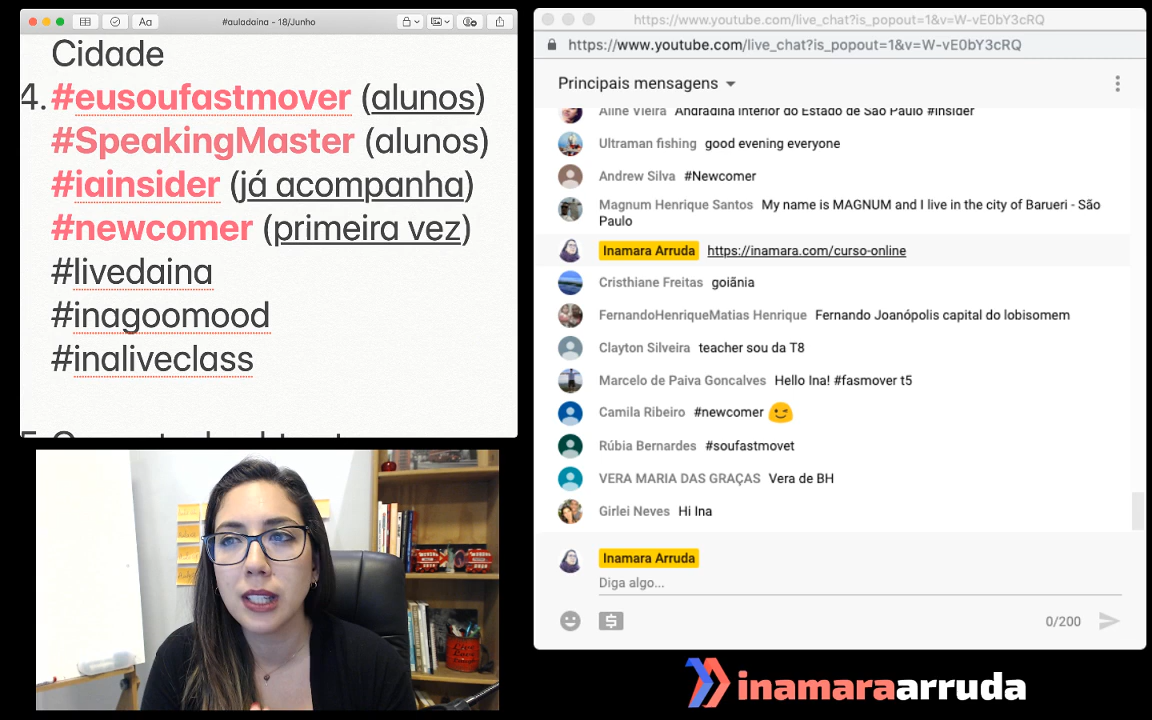 Aa
#auladaina - 18/Junho
Cidade
4. #eusoufastmover (alunos)
#SpeakingMaster (alunos)
#iainsider (já acompanha)
#newcomer (primeira vez)
#livedaina
#inagoomood
#inaliveclass
https://www.youtube.com/live_chat?is_popout=1&v=W-vE0bY3cRQ
https://www.youtube.com/live_chat?is_popout=1&v=W-vE0bY3cRQ
Principais mensagens
Aline Vieira Andradina interior do Estado de São Paulo #insider
Ultraman fishing good evening everyone
Andrew Silva #Newcomer
Magnum Henrique Santos My name is MAGNUM and I live in the city of Barueri - São
Paulo
Inamara Arruda https://inamara.com/curso-online
Cristhiane Freitas goiãnia
FernandoHenriqueMatias Henrique Fernando Joanópolis capital do lobisomem
Clayton Silveira teacher sou da T8
Marcelo de Paiva Goncalves Hello Ina! #fasmover t5
Camila Ribeiro #newcomer 😉
Rúbia Bernardes #soufastmovet
VERA MARIA DAS GRAÇAS Vera de BH
Girlei Neves Hi Ina
Inamara Arruda
Diga algo...
0/200
inamaraarruda